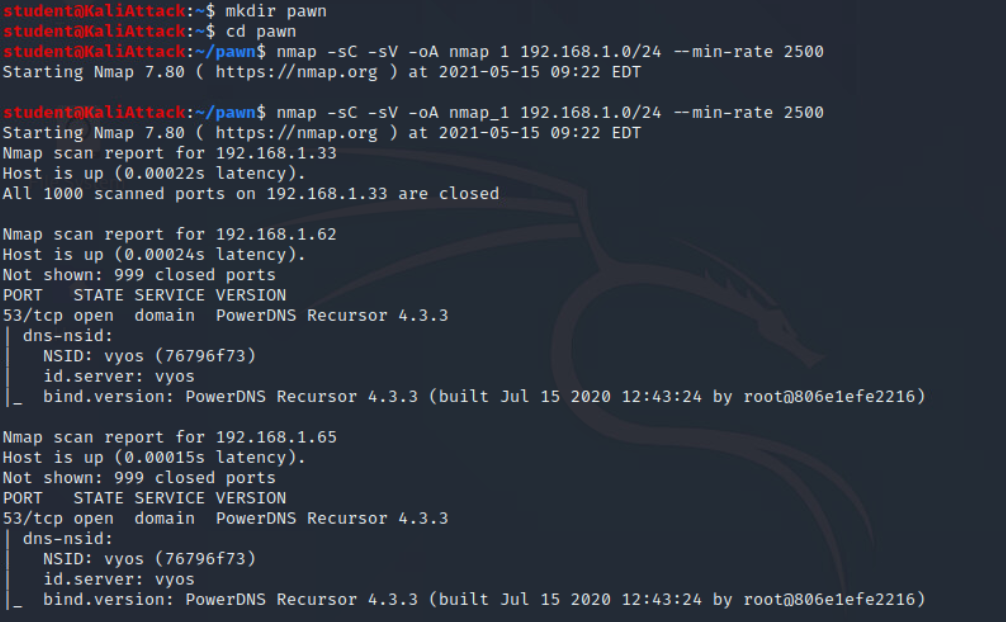 student@KaliAttack:~$ mkdir pawn
student@KaliAttack:~$ cd pawn
student@KaliAttack:~/pawn$ nmap -sC -sV -oA nmap 1 192.168.1.0/24 --min-rate 2500
Starting Nmap 7.80 ( https://nmap.org ) at 2021-05-15 09:22 EDT
student@KaliAttack:~/pawn$ nmap -sC -sV -oA nmap_1 192.168.1.0/24 --min-rate 2500
Starting Nmap 7.80 ( https://nmap.org ) at 2021-05-15 09:22 EDT
Nmap scan report for 192.168.1.33
Host is up (0.00022s latency).
All 1000 scanned ports on 192.168.1.33 are closed
Nmap scan report for 192.168.1.62
Host is up (0.00024s latency).
Not shown: 999 closed ports
PORT   STATE SERVICE VERSION
53/tcp open  domain  PowerDNS Recursor 4.3.3
| dns-nsid:
|   NSID: vyos (76796f73)
|   id.server: vyos
|_  bind.version: PowerDNS Recursor 4.3.3 (built Jul 15 2020 12:43:24 by root@806e1efe2216)
Nmap scan report for 192.168.1.65
Host is up (0.00015s latency).
Not shown: 999 closed ports
PORT   STATE SERVICE VERSION
53/tcp open  domain  PowerDNS Recursor 4.3.3
| dns-nsid:
|   NSID: vyos (76796f73)
|   id.server: vyos
|_  bind.version: PowerDNS Recursor 4.3.3 (built Jul 15 2020 12:43:24 by root@806e1efe2216)